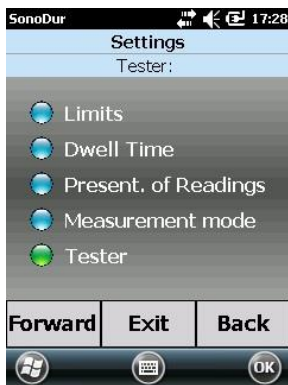 SonoDur 17:28
Settings
Tester:
Limits
Dwell Time
Present. of Readings
Measurement mode
Tester
Forward Exit Back
OK